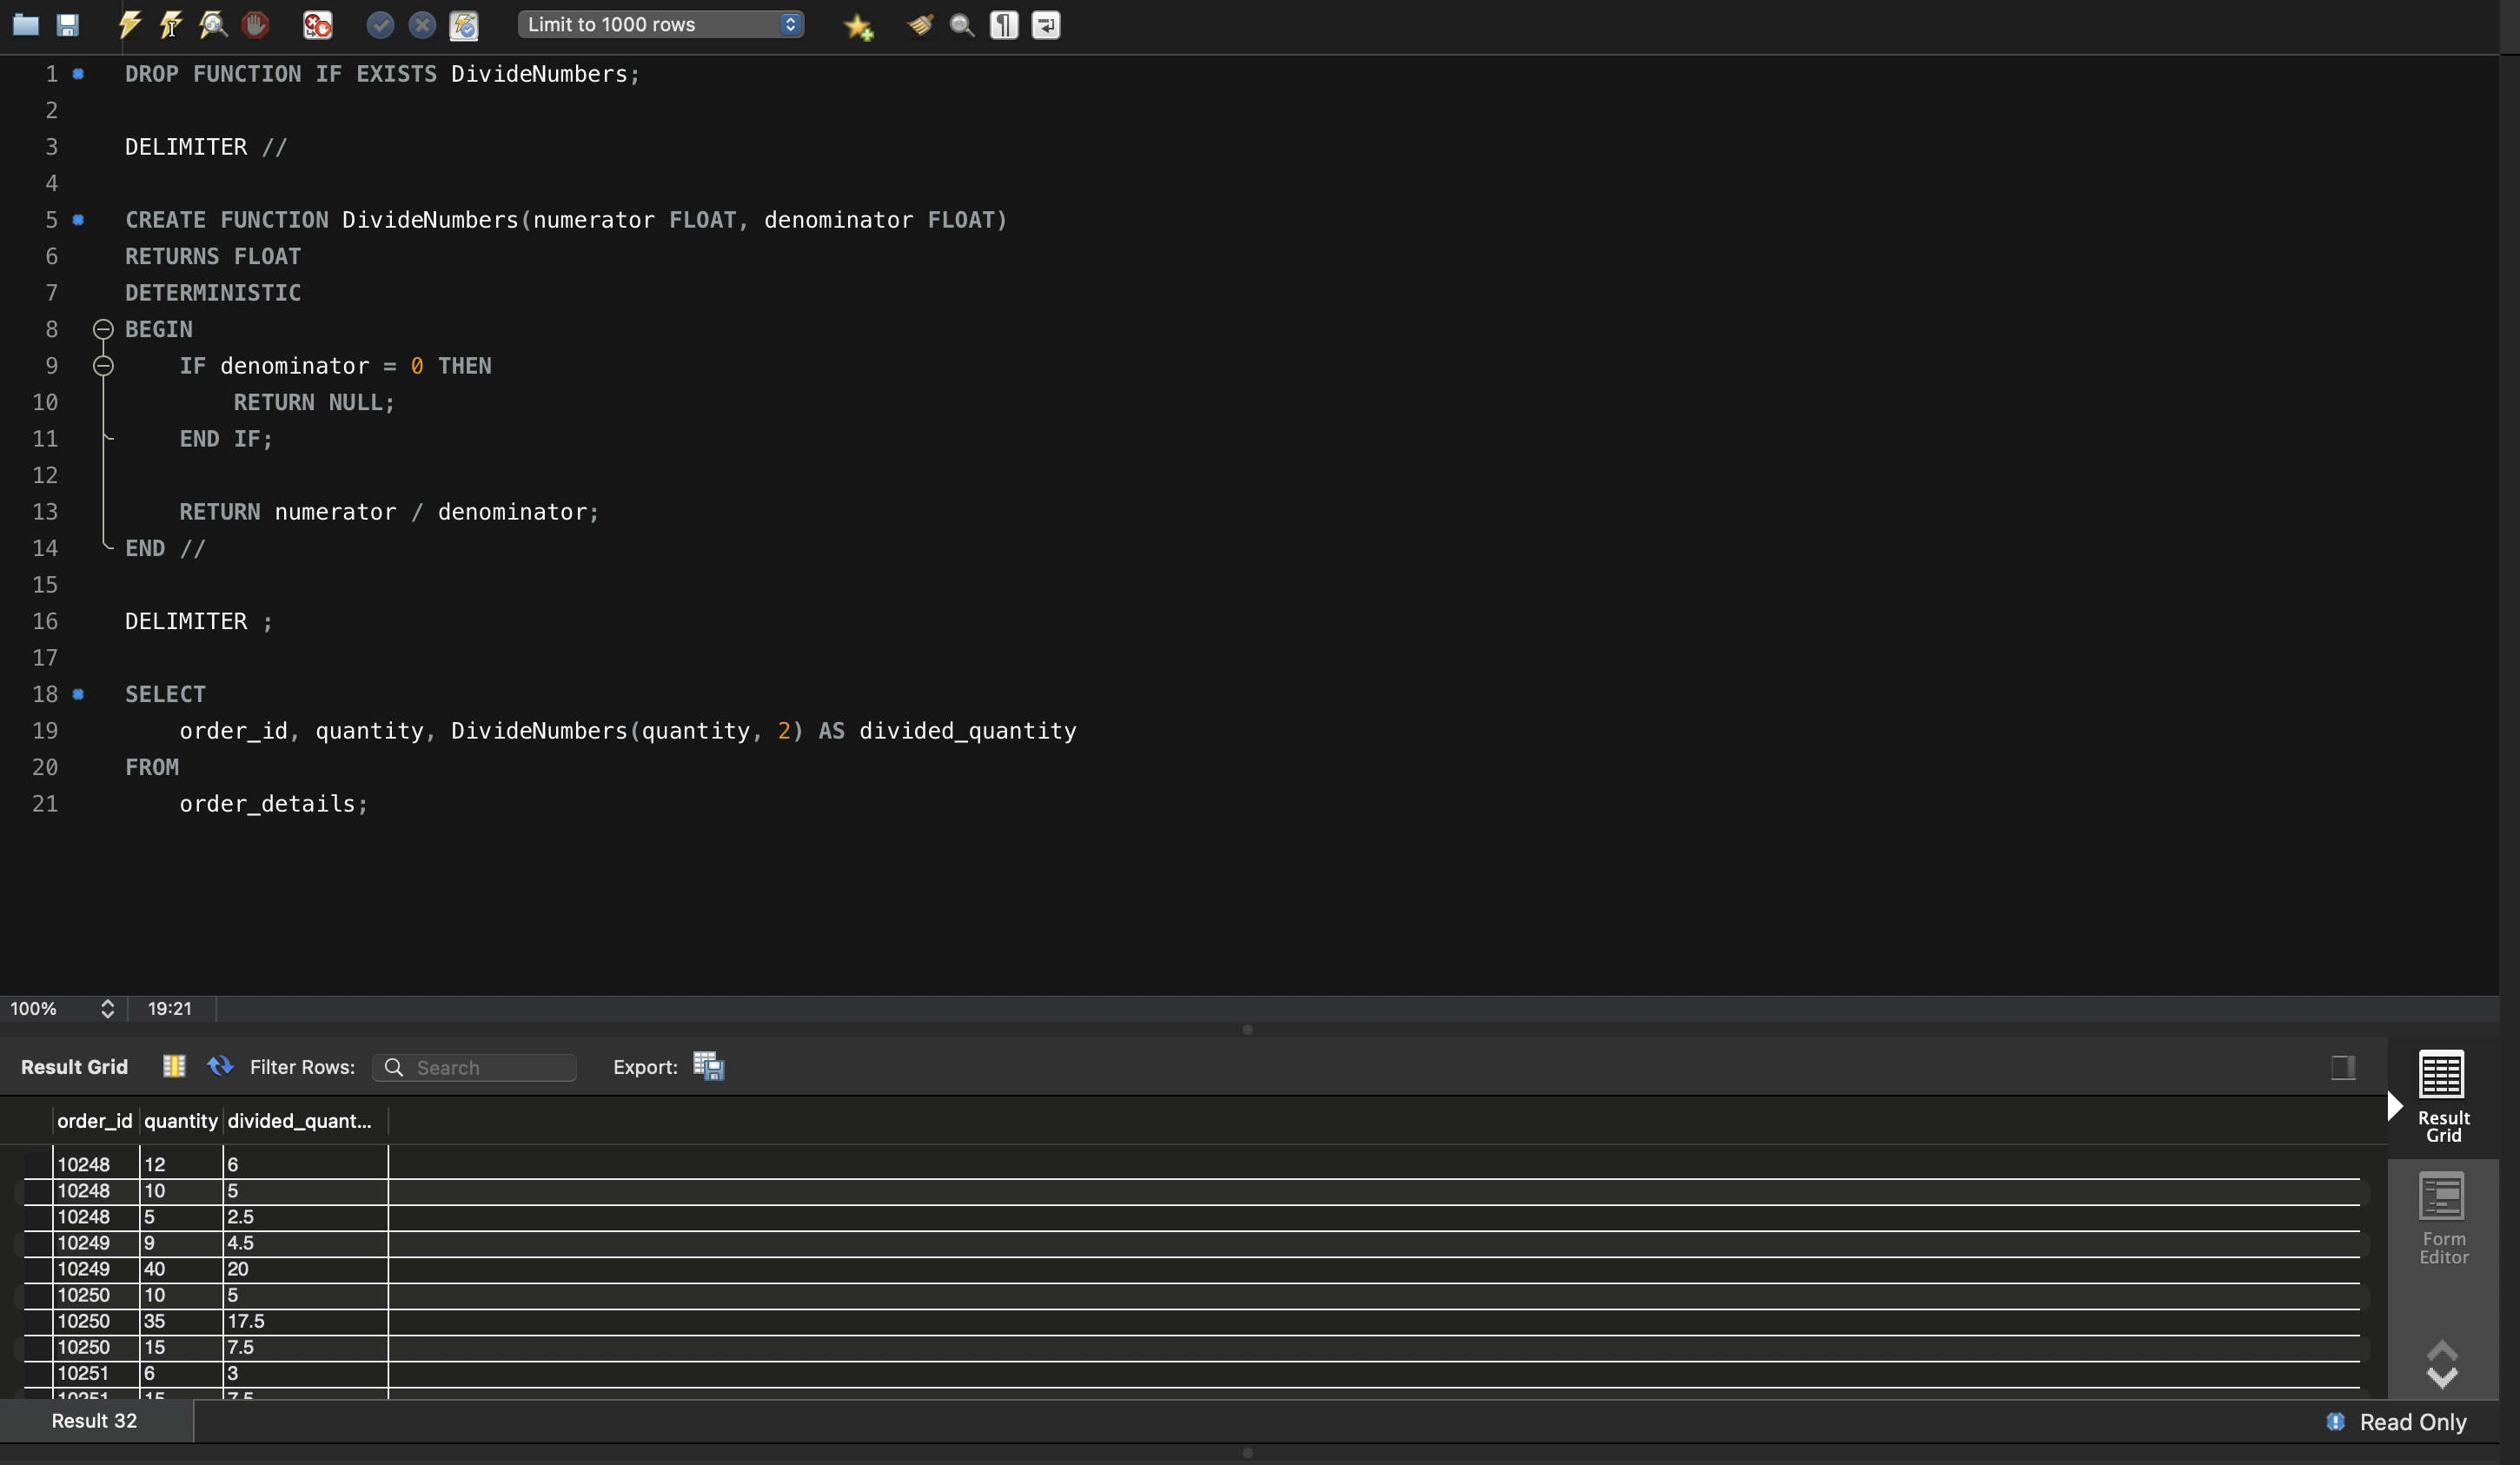 Limit to 1000 rows
1 DROP FUNCTION IF EXISTS DivideNumbers;
2
3 DELIMITER //
4
5 CREATE FUNCTION DivideNumbers(numerator FLOAT, denominator FLOAT)
6 RETURNS FLOAT
7 DETERMINISTIC
8 BEGIN
9 IF denominator = 0 THEN
10 RETURN NULL;
11 END IF;
12
13 RETURN numerator / denominator;
14 END //
15
16 DELIMITER ;
17
18 SELECT
19 order_id, quantity, DivideNumbers(quantity, 2) AS divided_quantity
20 FROM
21 order_details;
100% 19:21
Result Grid Filter Rows: Search Export:
order_id quantity divided_quant...
10248 12 6
10248 10 5
10248 5 2.5
10249 9 4.5
10249 40 20
10250 10 5
10250 35 17.5
10250 15 7.5
10251 6 3
10251 15 7.5
Result
Grid
Form
Editor
Result 32 Read Only